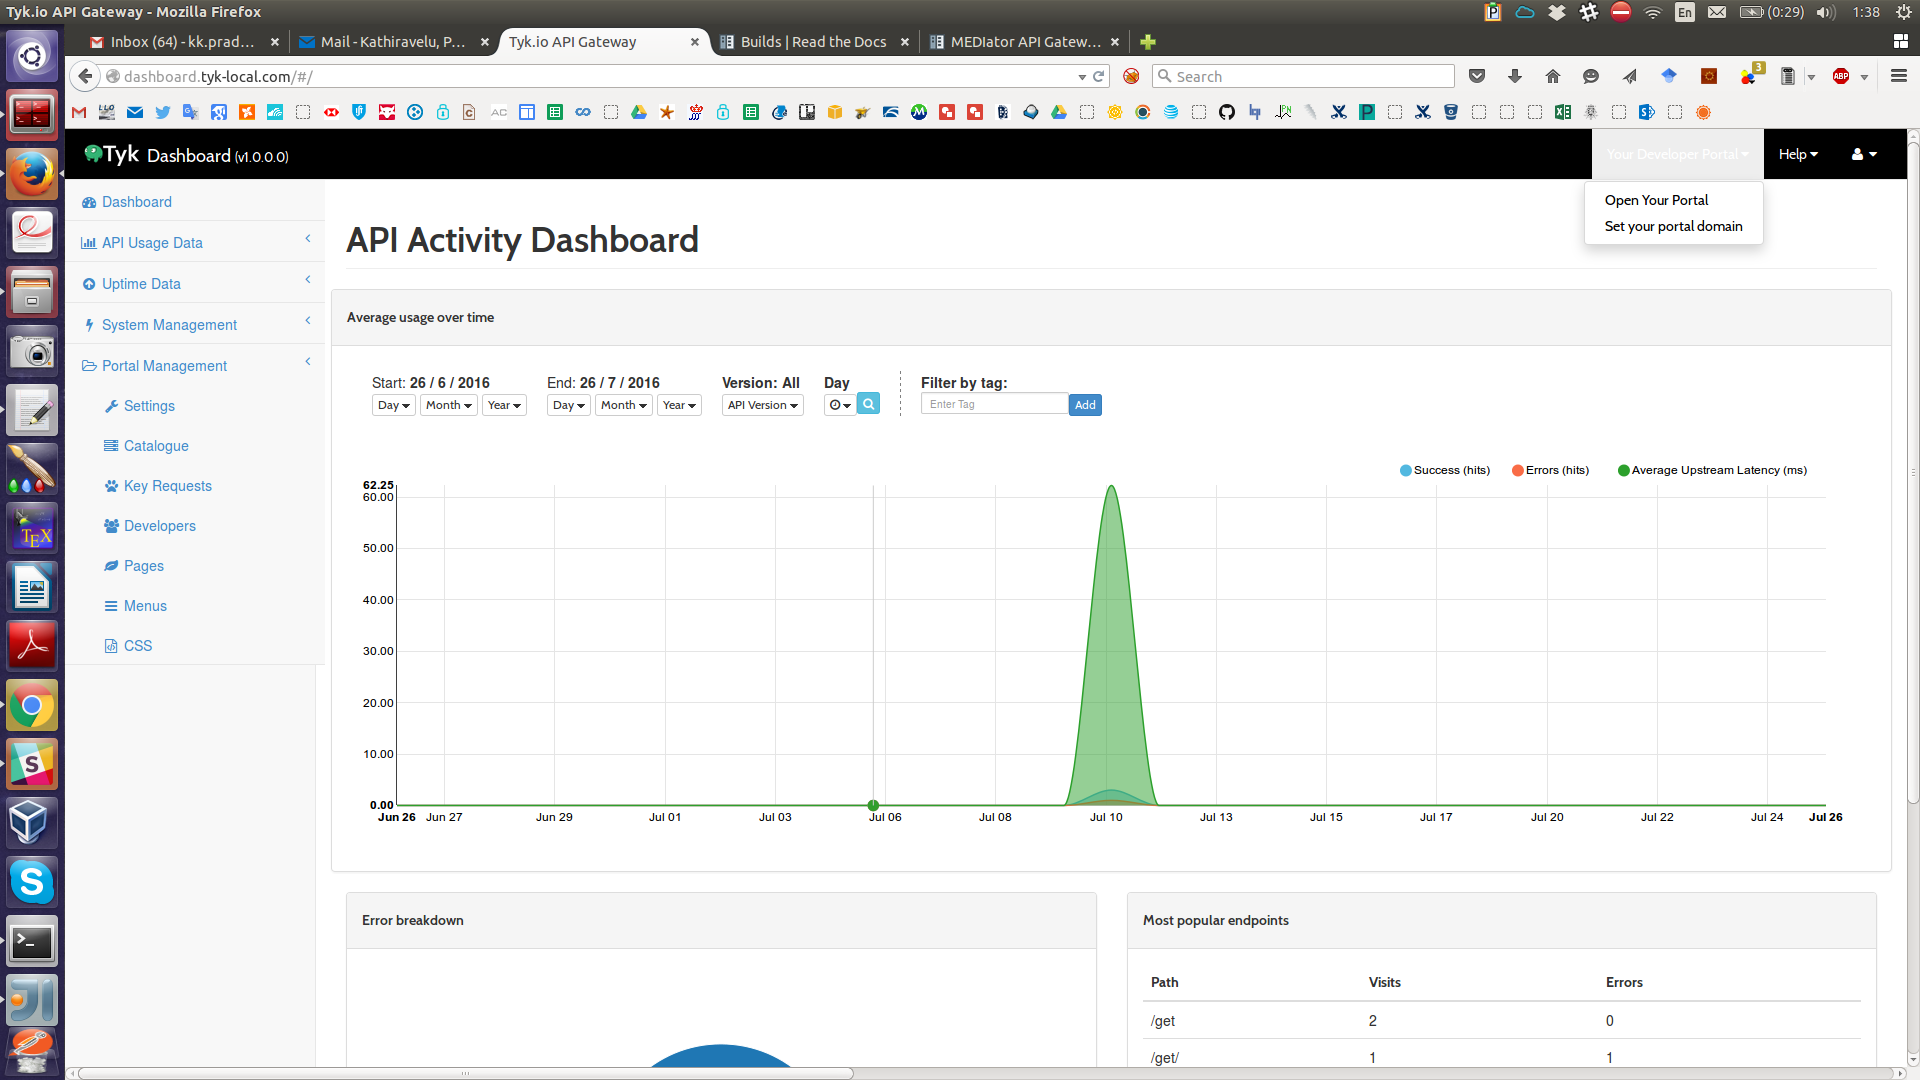 Tyk.io API Gateway - Mozilla Firefox
En
(0:29)
1:38
Inbox (64) - kk.prad...
Mail - Kathiravelu, P...
Tyk.io API Gateway
Builds | Read the Docs
MEDIator API Gatew...
dashboard.tyk-local.com/#/
Search
3
ABP
Tyk Dashboard (v1.0.0.0)
Your Developer Portal
Help
Open Your Portal
Set your portal domain
Dashboard
API Usage Data
Uptime Data
System Management
Portal Management
Settings
Catalogue
Key Requests
Developers
Pages
Menus
CSS
API Activity Dashboard
Average usage over time
Start: 26 / 6 / 2016
End: 26 / 7 / 2016
Version: All
Day
Filter by tag:
Day
Month
Year
Day
Month
Year
API Version
Enter Tag
Add
Success (hits)
Errors (hits)
Average Upstream Latency (ms)
62.25
60.00
50.00
40.00
30.00
20.00
10.00
0.00
Jun 26
Jun 27
Jun 29
Jul 01
Jul 03
Jul 06
Jul 08
Jul 10
Jul 13
Jul 15
Jul 17
Jul 20
Jul 22
Jul 24
Jul 26
Error breakdown
Most popular endpoints
Path Visits Errors
/get 2 0
/get/ 1 1